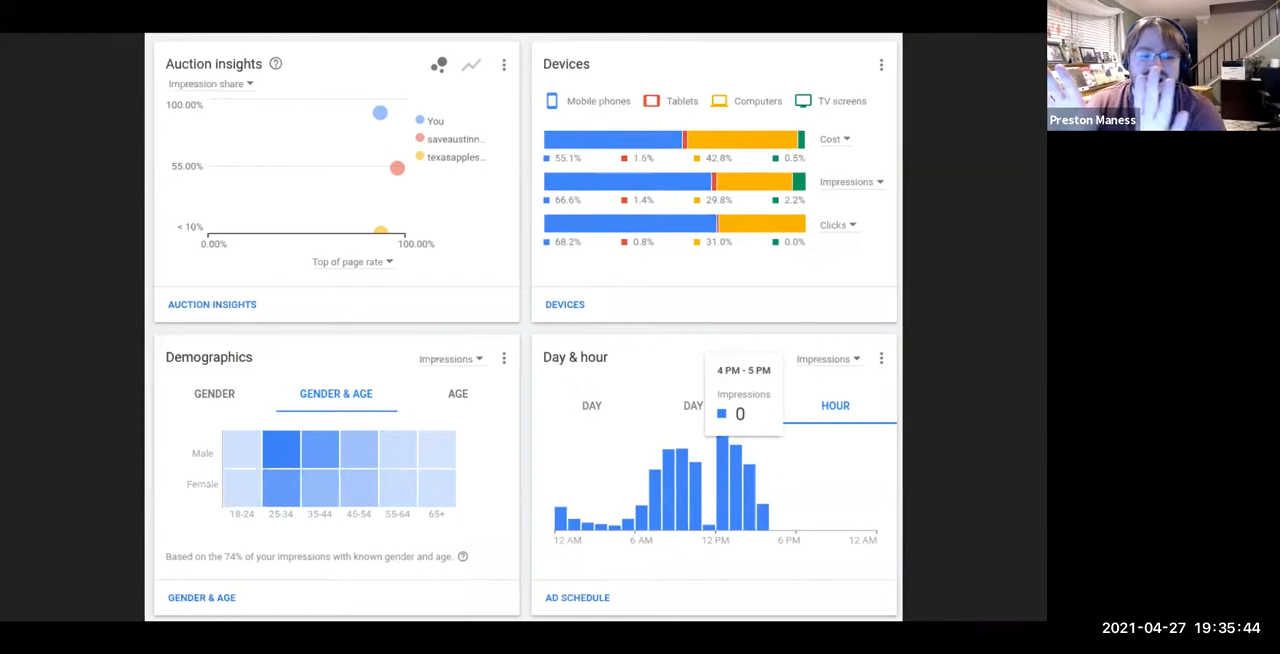 Auction insights
Impression share
100.00%
55.00%
< 10%
0.00%
100.00%
Top of page rate
You
saveaustinn...
texasapples...
AUCTION INSIGHTS
Devices
Mobile phones
Tablets
Computers
TV screens
Cost
55.1%
1.6%
42.8%
0.5%
Impressions
66.6%
1.4%
29.8%
2.2%
Clicks
68.2%
0.8%
31.0%
0.0%
DEVICES
Preston Maness
Demographics
Impressions
GENDER
GENDER & AGE
AGE
Male
Female
18-24
25-34
35-44
45-54
55-64
65+
Based on the 74% of your impressions with known gender and age.
GENDER & AGE
Day & hour
Impressions
4 PM - 5 PM
Impressions
0
DAY
DAY
HOUR
12 AM
6 AM
12 PM
6 PM
12 AM
AD SCHEDULE
2021-04-27 19:35:44